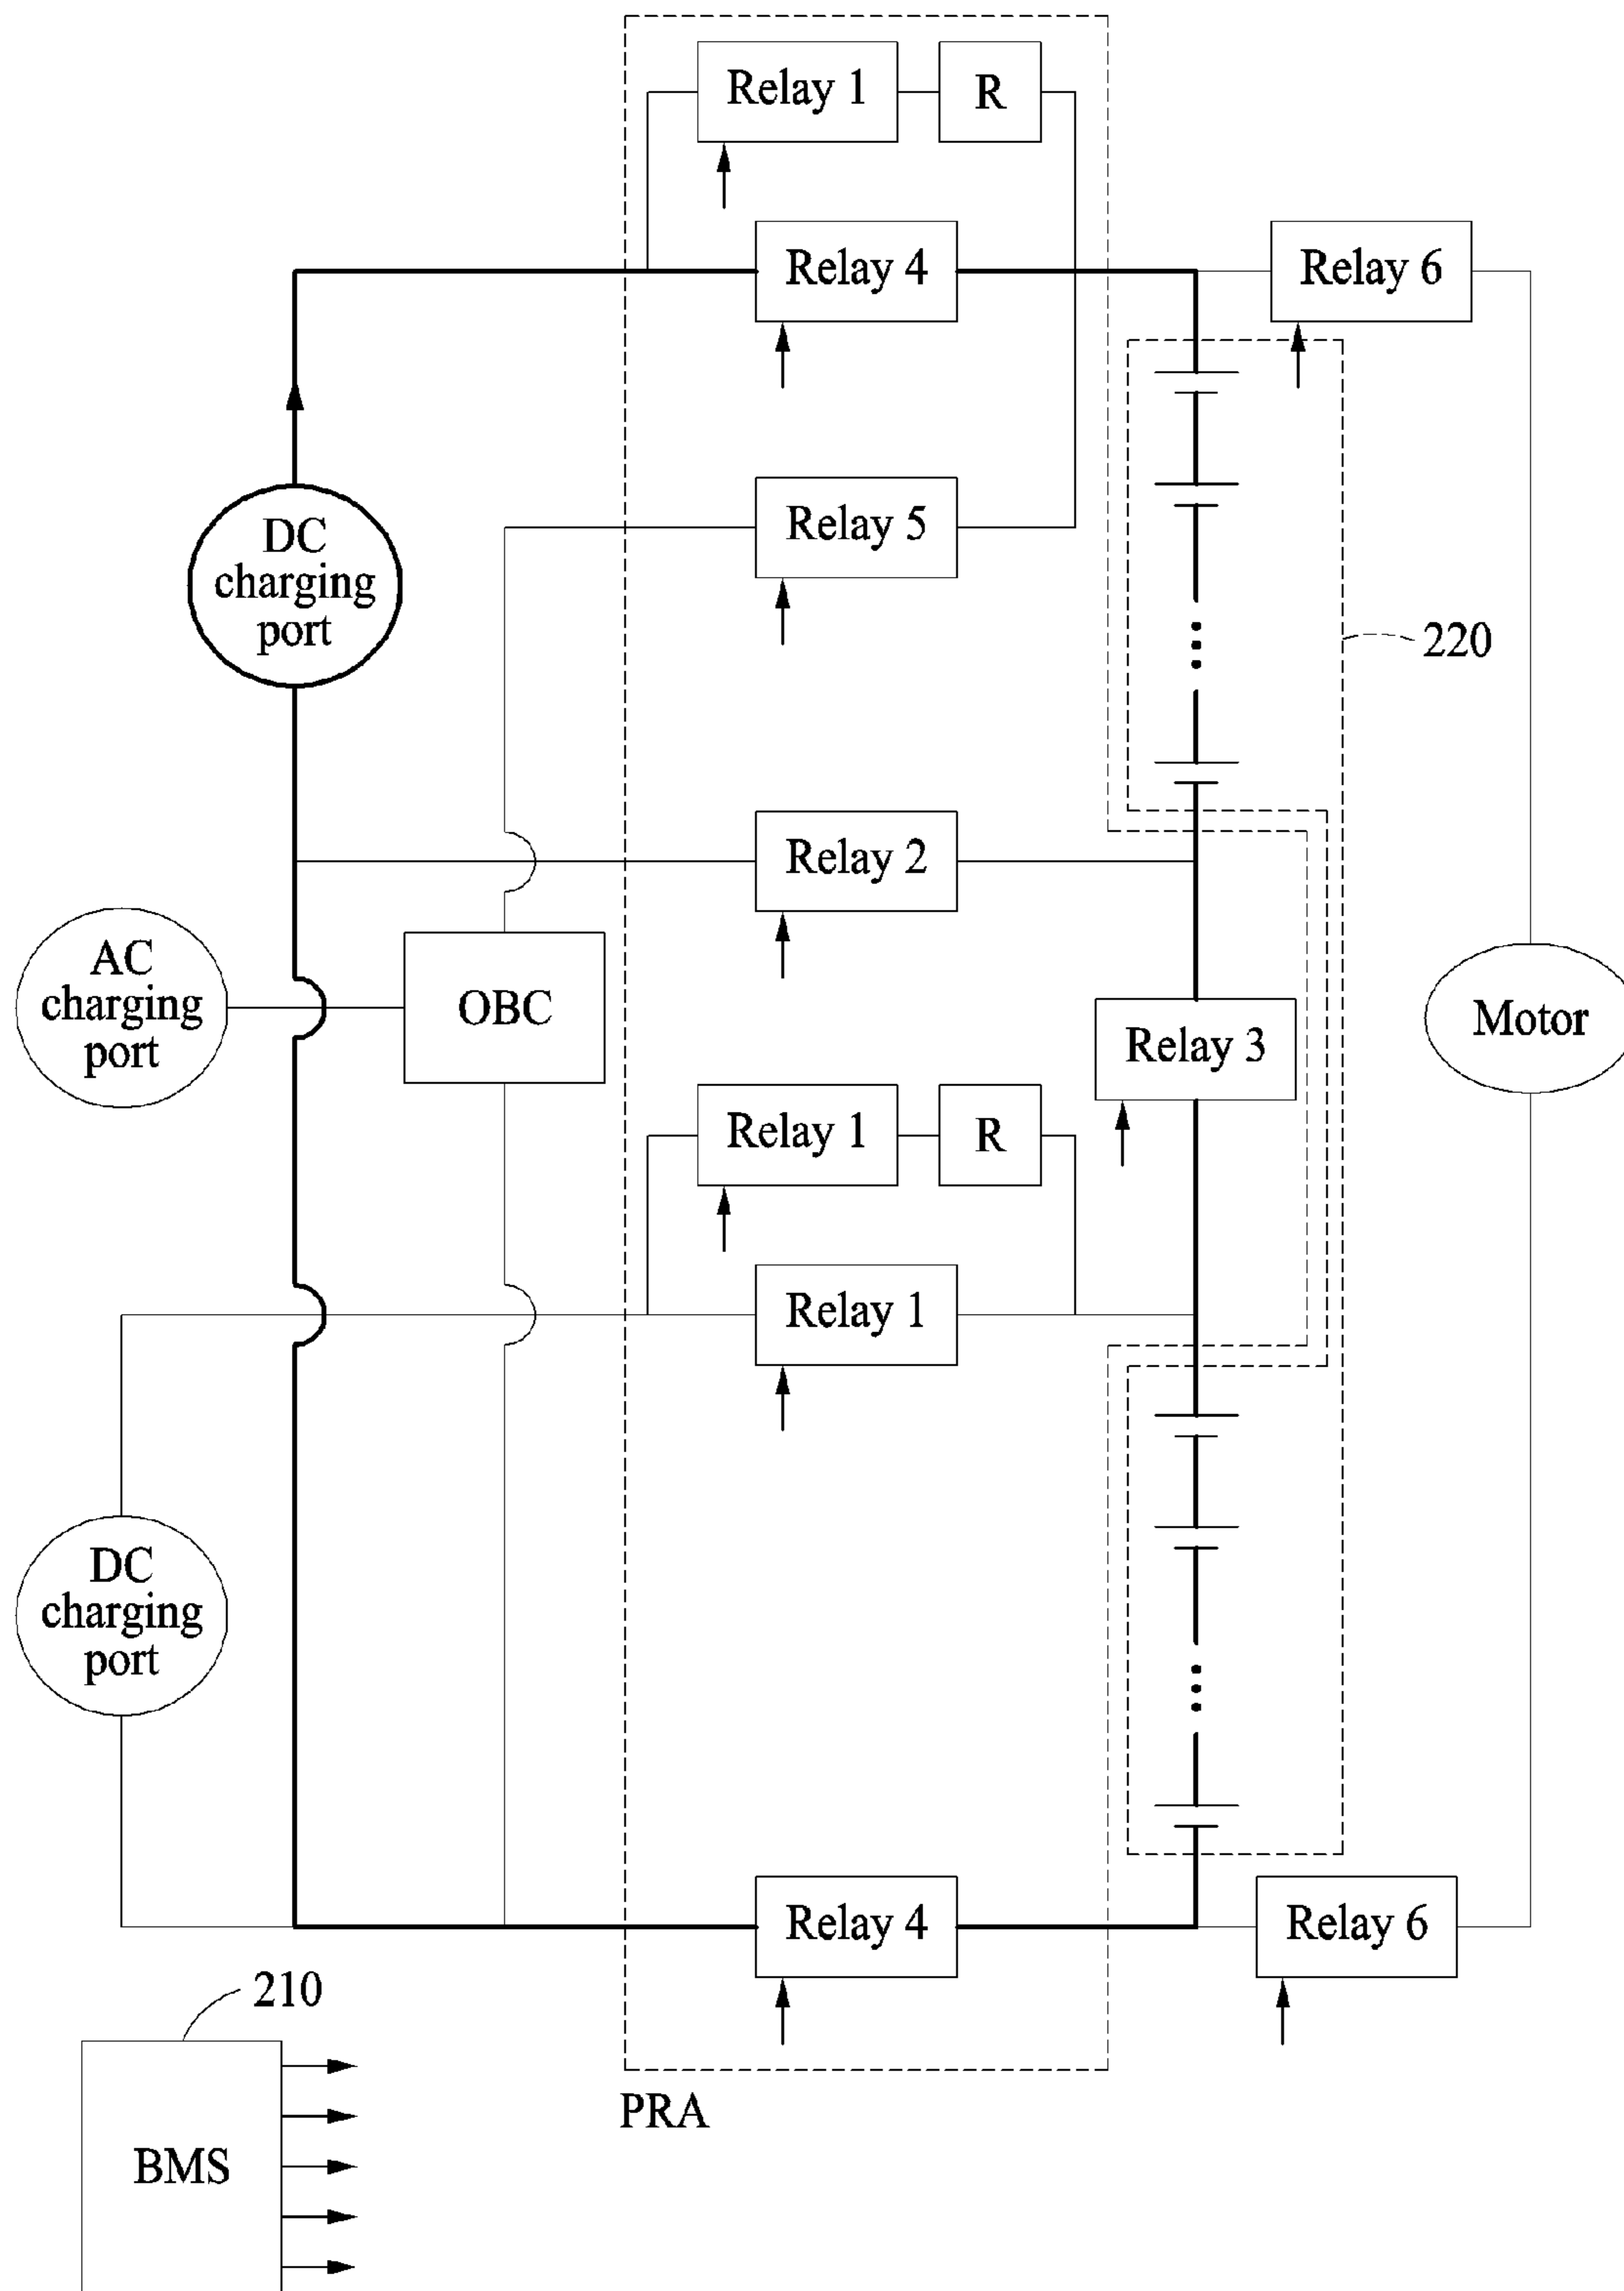 Relay 1
R
Relay 4
Relay 6
DC
charging
port
Relay 5
220
Relay 2
AC
charging
port
OBC
Relay 3
Motor
Relay 1
R
Relay 1
DC
charging
port
Relay 4
Relay 6
210
PRA
BMS